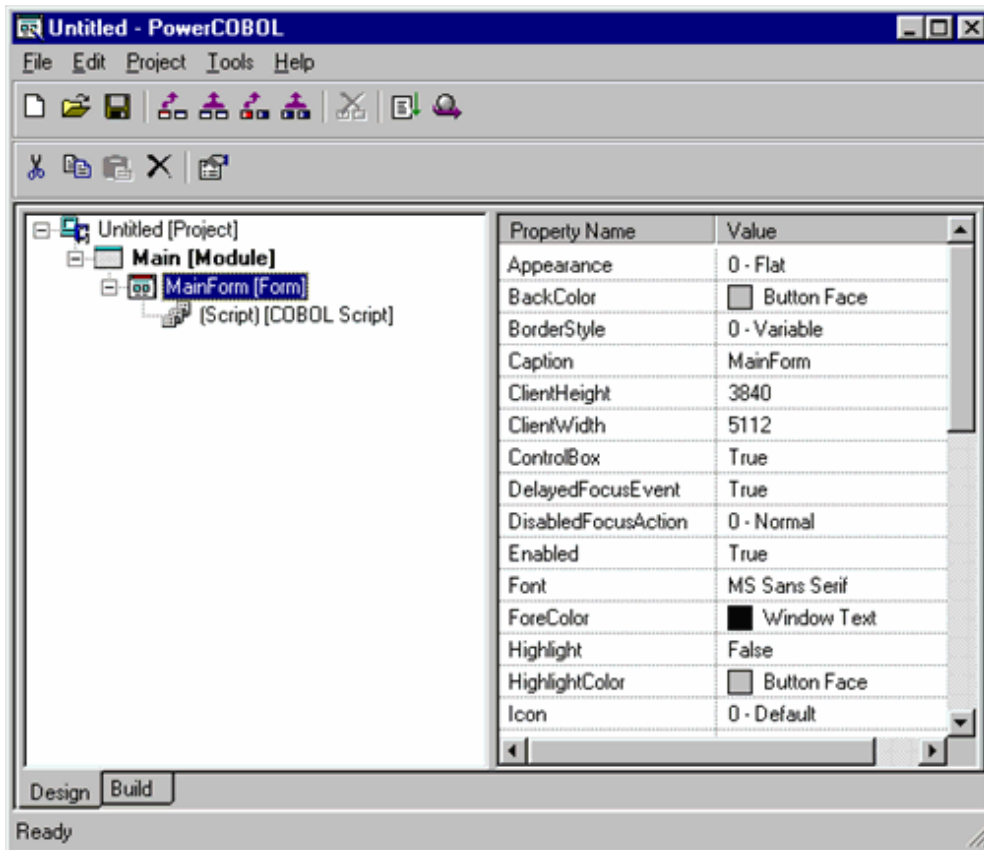 Untitled - PowerCOBOL
File Edit Project Tools Help
Untitled [Project]
Main [Module]
MainForm [Form]
(Script) [COBOL Script]
Property Name Value
Appearance 0 - Flat
BackColor Button Face
BorderStyle 0 - Variable
Caption MainForm
ClientHeight 3840
ClientWidth 5112
ControlBox True
DelayedFocusEvent True
DisabledFocusAction 0 - Normal
Enabled True
Font MS Sans Serif
ForeColor Window Text
Highlight False
HighlightColor Button Face
Icon 0 - Default
Design Build
Ready